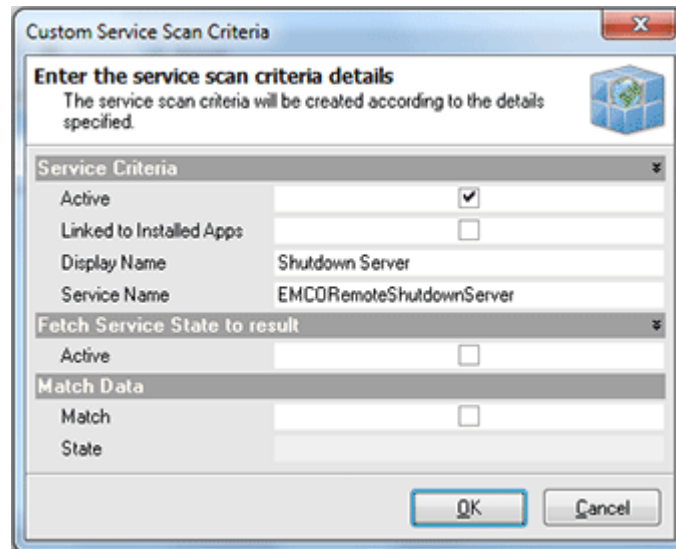 Custom Service Scan Criteria
Enter the service scan criteria details
The service scan criteria will be created according to the details
specified.
Service Criteria
Active
Linked to Installed Apps
Display Name Shutdown Server
Service Name EMCORemoteShutdownServer
Fetch Service State to result
Active
Match Data
Match
State
OK Cancel